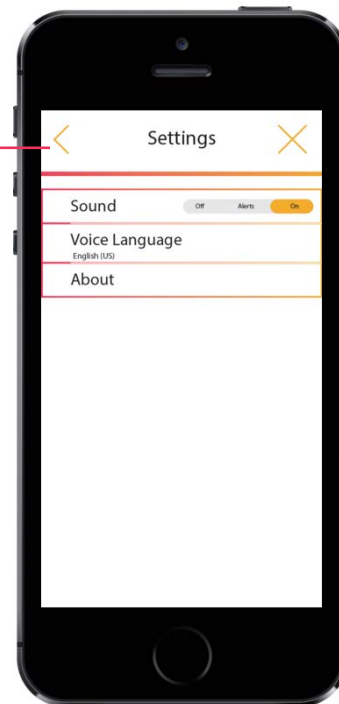 Settings
Sound Off Alerts On
Voice Language
English (US)
About